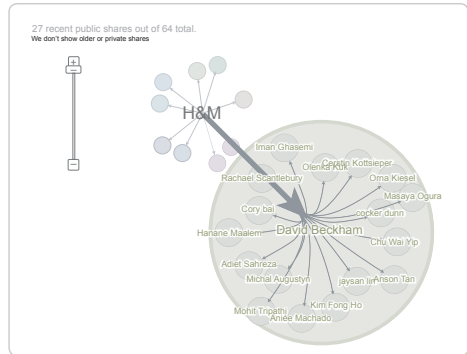 27 recent public shares out of 64 total.
We don't show older or private shares
H&M
Iman Ghasemi
Cerstin Kottsieper
Olenka Kuk
Rachael Scantlebury
Orna Kiesel
Masaya Ogura
Cory bai
cocker dunn
Hanane Maalem
David Beckham
Chu Wai Yip
Adiet Sahreza
Michal Augustyn
jaysan lim
Anson Tan
Kim Fong Ho
Mohit Tripathi
Machado